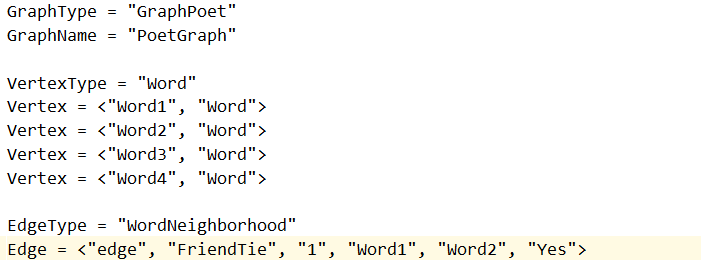 GraphType = "GraphPoet"
GraphName = "PoetGraph"
VertexType = "Word"
Vertex = <"Word1", "Word">
Vertex = <"Word2", "Word">
Vertex = <"Word3", "Word">
Vertex = <"Word4", "Word">
EdgeType = "WordNeighborhood"
Edge = <"edge", "FriendTie", "1", "Word1", "Word2", "Yes">